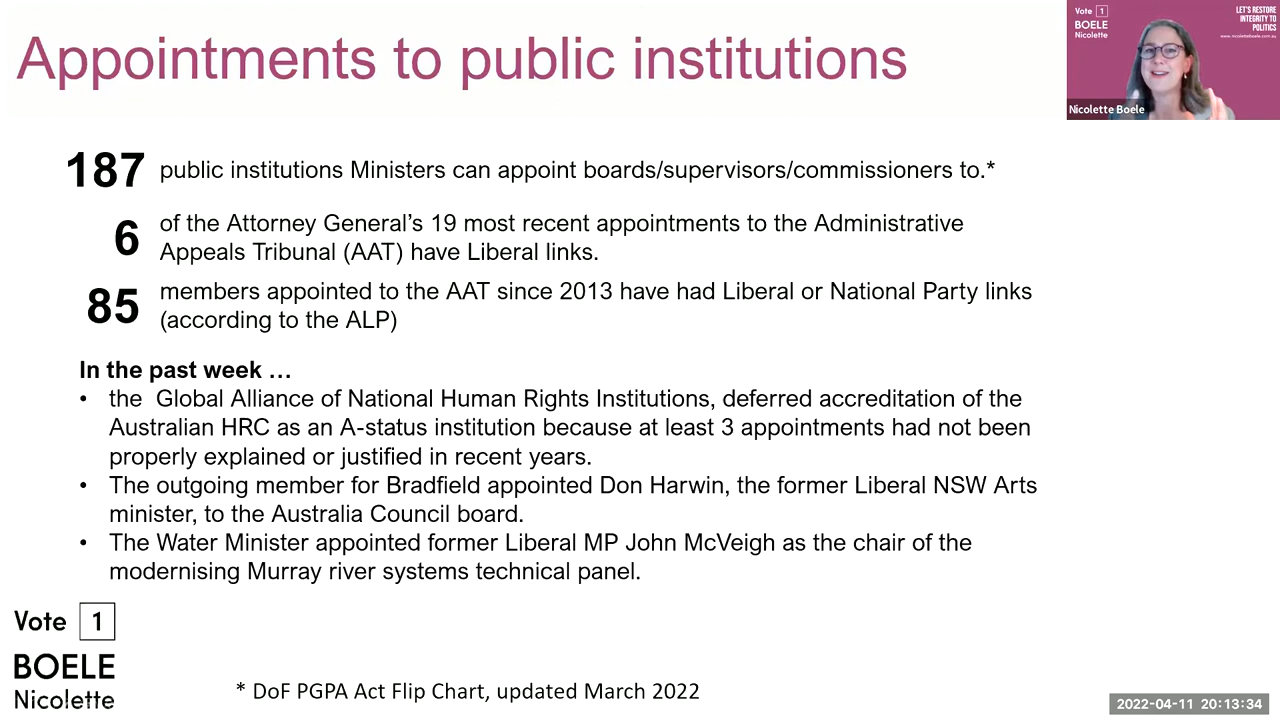 Appointments to public institutions
Vote 1
BOELE
Nicolette
LET'S RESTORE
INTEGRITY TO
POLITICS
www.nicoletteboele.com.au
Nicolette Boele
187 public institutions Ministers can appoint boards/supervisors/commissioners to.*
6 of the Attorney General’s 19 most recent appointments to the Administrative
Appeals Tribunal (AAT) have Liberal links.
85 members appointed to the AAT since 2013 have had Liberal or National Party links
(according to the ALP)
In the past week …
• the  Global Alliance of National Human Rights Institutions, deferred accreditation of the
Australian HRC as an A-status institution because at least 3 appointments had not been
properly explained or justified in recent years.
• The outgoing member for Bradfield appointed Don Harwin, the former Liberal NSW Arts
minister, to the Australia Council board.
• The Water Minister appointed former Liberal MP John McVeigh as the chair of the
modernising Murray river systems technical panel.
Vote 1
BOELE
Nicolette
* DoF PGPA Act Flip Chart, updated March 2022
2022-04-11 20:13:34